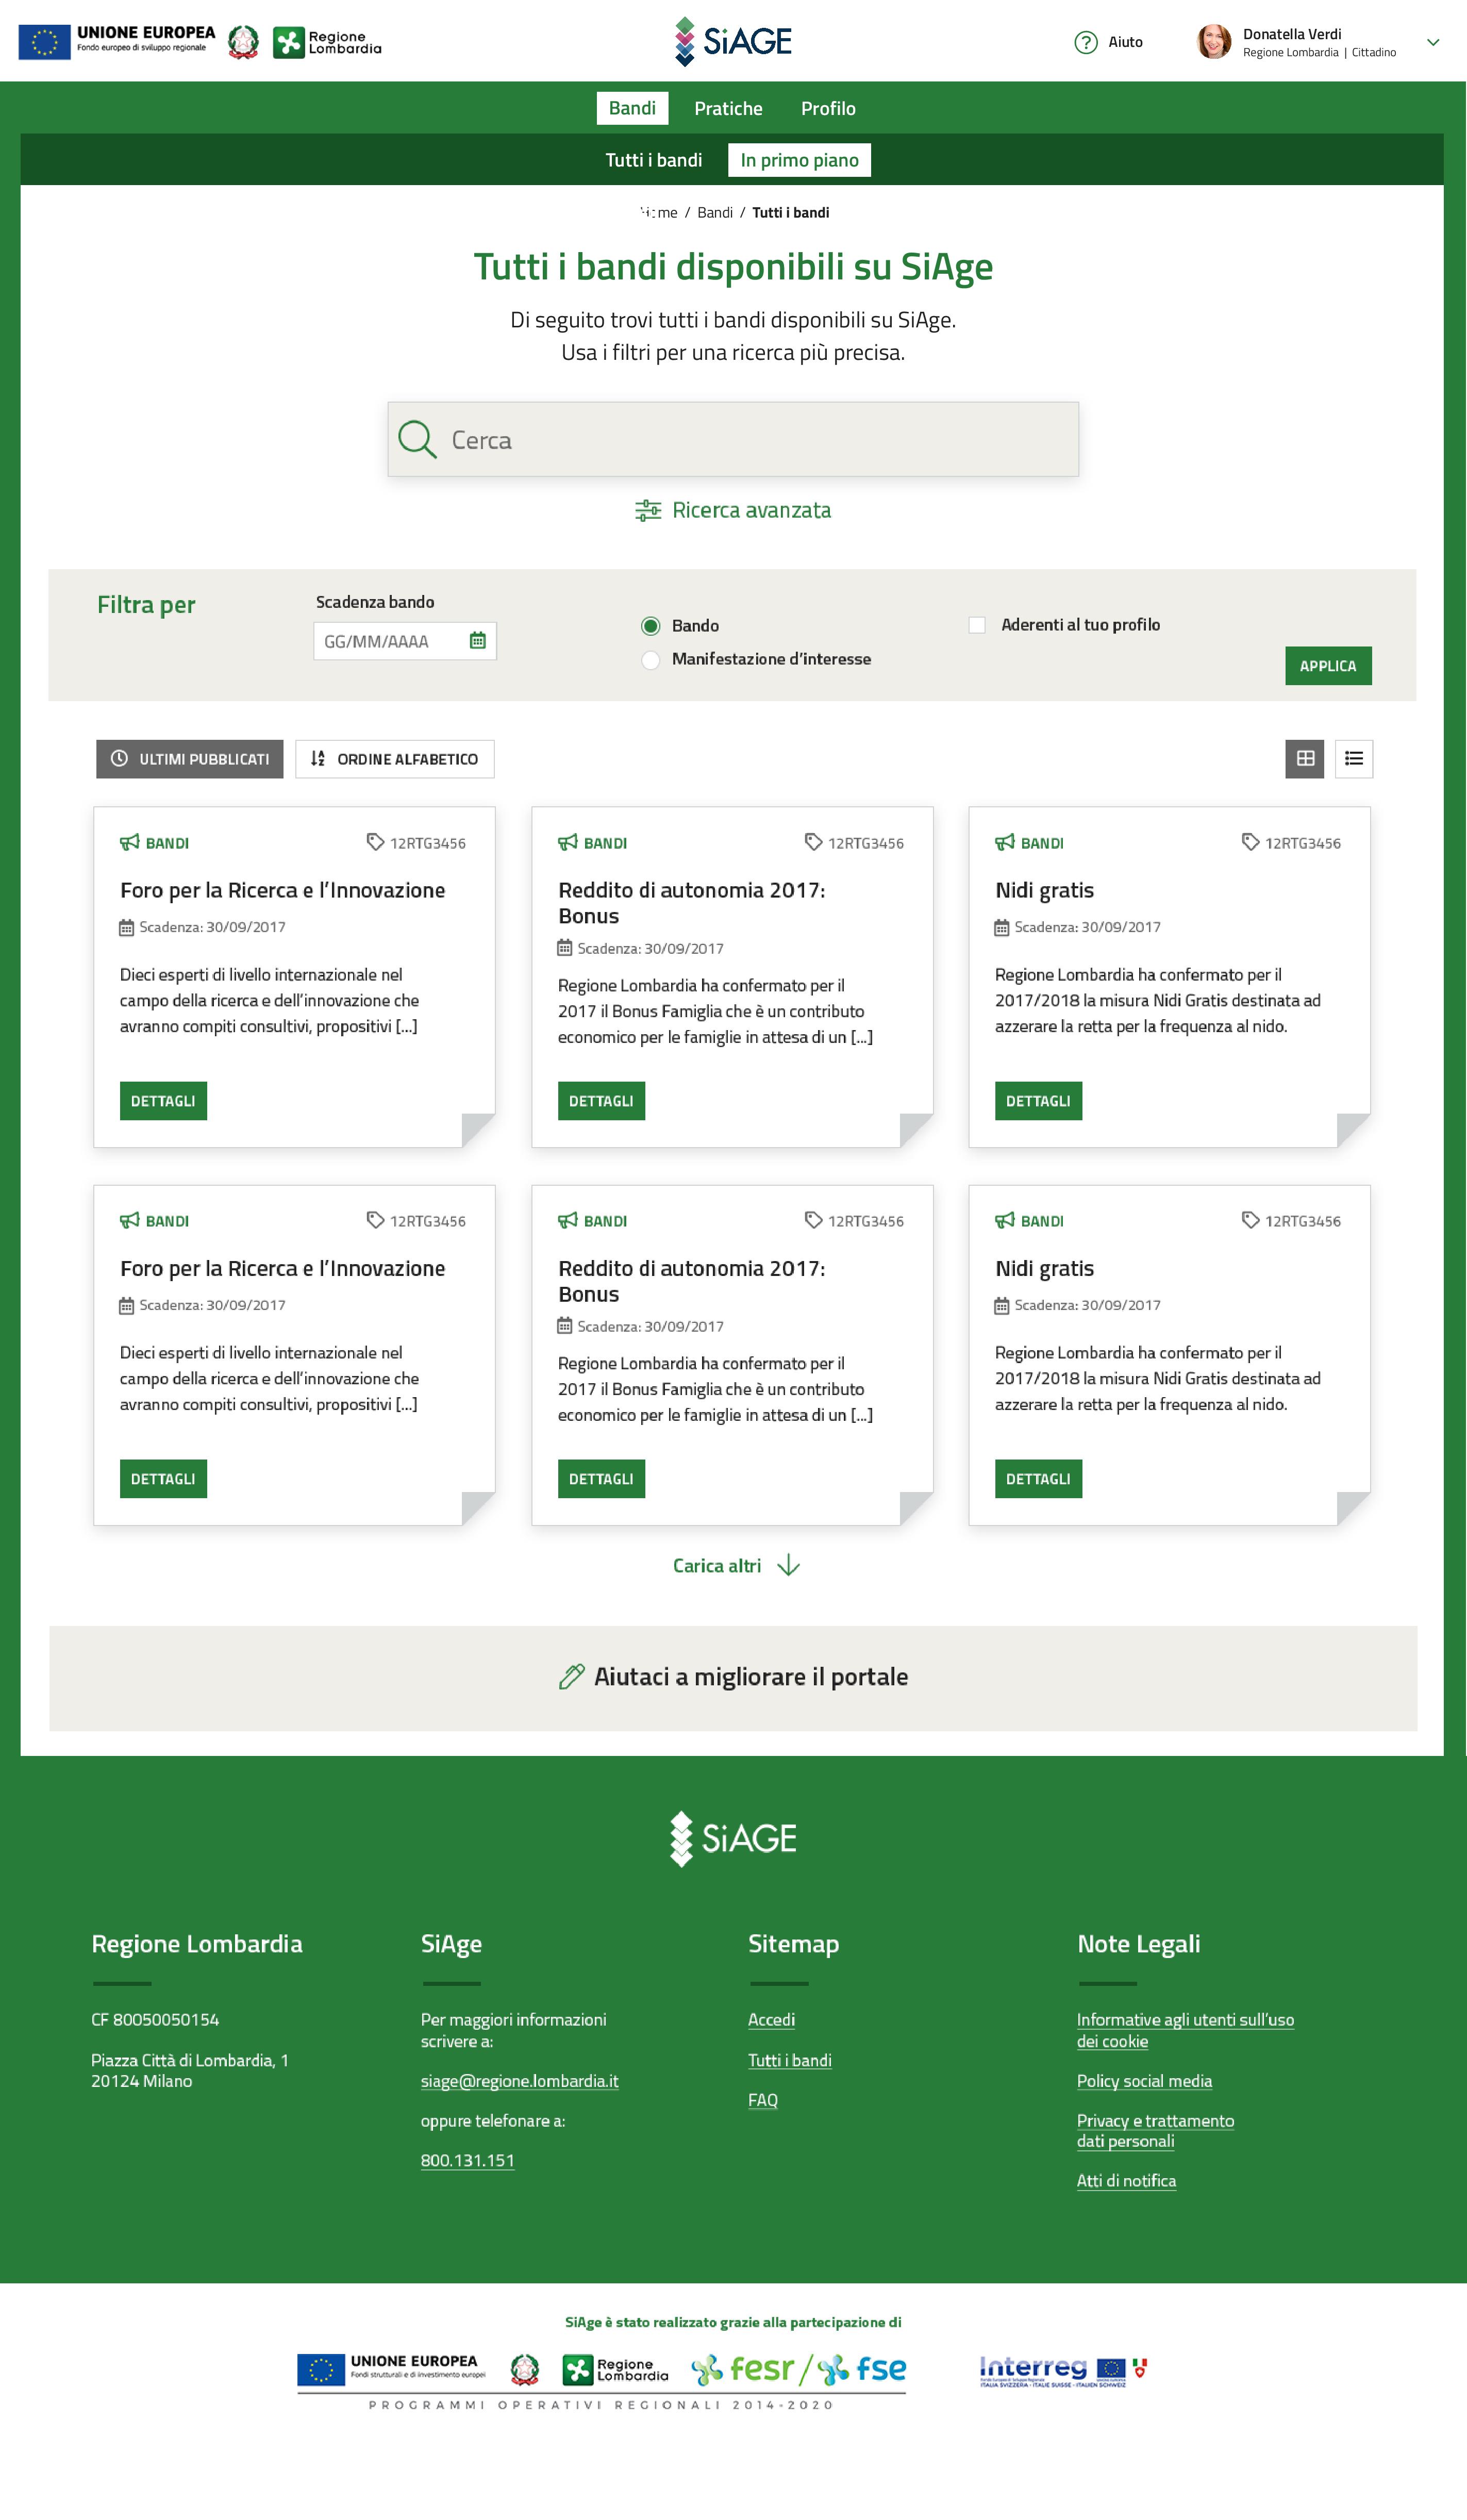 UNIONE EUROPEA
Fondo europeo di sviluppo regionale
Regione
Lombardia
SiAGE
Aiuto
Donatella Verdi
Regione Lombardia | Cittadino
Bandi Pratiche Profilo
Tutti i bandi In primo piano
me / Bandi / Tutti i bandi
Tutti i bandi disponibili su SiAge
Di seguito trovi tutti i bandi disponibili su SiAge.
Usa i filtri per una ricerca più precisa.
Cerca
Ricerca avanzata
Filtra per
Scadenza bando
GG/MM/AAAA
Bando
Manifestazione d’interesse
Aderenti al tuo profilo
APPLICA
ULTIMI PUBBLICATI
ORDINE ALFABETICO
BANDI 12RTG3456
Foro per la Ricerca e l’Innovazione
Scadenza: 30/09/2017
Dieci esperti di livello internazionale nel
campo della ricerca e dell’innovazione che
avranno compiti consultivi, propositivi [...]
DETTAGLI
BANDI 12RTG3456
Reddito di autonomia 2017:
Bonus
Scadenza: 30/09/2017
Regione Lombardia ha confermato per il
2017 il Bonus Famiglia che è un contributo
economico per le famiglie in attesa di un [...]
DETTAGLI
BANDI 12RTG3456
Nidi gratis
Scadenza: 30/09/2017
Regione Lombardia ha confermato per il
2017/2018 la misura Nidi Gratis destinata ad
azzerare la retta per la frequenza al nido.
DETTAGLI
BANDI 12RTG3456
Foro per la Ricerca e l’Innovazione
Scadenza: 30/09/2017
Dieci esperti di livello internazionale nel
campo della ricerca e dell’innovazione che
avranno compiti consultivi, propositivi [...]
DETTAGLI
BANDI 12RTG3456
Reddito di autonomia 2017:
Bonus
Scadenza: 30/09/2017
Regione Lombardia ha confermato per il
2017 il Bonus Famiglia che è un contributo
economico per le famiglie in attesa di un [...]
DETTAGLI
BANDI 12RTG3456
Nidi gratis
Scadenza: 30/09/2017
Regione Lombardia ha confermato per il
2017/2018 la misura Nidi Gratis destinata ad
azzerare la retta per la frequenza al nido.
DETTAGLI
Carica altri
Aiutaci a migliorare il portale
SiAGE
Regione Lombardia
CF 80050050154
Piazza Città di Lombardia, 1
20124 Milano
SiAge
Per maggiori informazioni
scrivere a:
siage@regione.lombardia.it
oppure telefonare a:
800.131.151
Sitemap
Accedi
Tutti i bandi
FAQ
Note Legali
Informative agli utenti sull’uso
dei cookie
Policy social media
Privacy e trattamento
dati personali
Atti di notifica
SiAge è stato realizzato grazie alla partecipazione di
UNIONE EUROPEA
Fondi strutturali e di investimento europei
Regione
Lombardia
fesr/fse
PROGRAMMI OPERATIVI REGIONALI 2014-2020
Interreg
ITALIA SVIZZERA - ITALIE SUISSE - ITALIEN SCHWEIZ